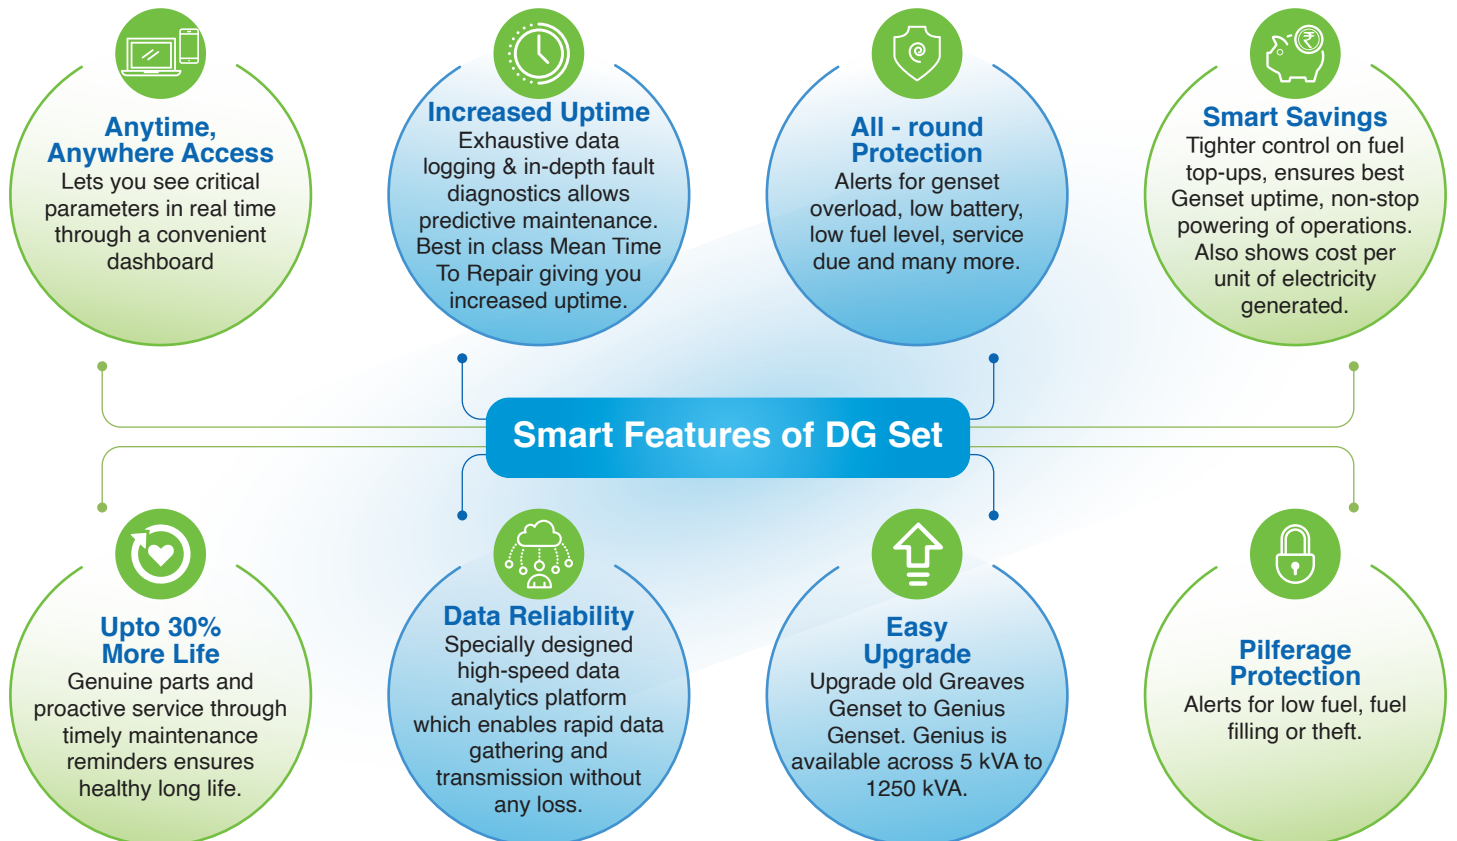 Anytime,
Anywhere Access
Lets you see critical
parameters in real time
through a convenient
dashboard
Increased Uptime
Exhaustive data
logging & in-depth fault
diagnostics allows
predictive maintenance.
Best in class Mean Time
To Repair giving you
increased uptime.
All - round
Protection
Alerts for genset
overload, low battery,
low fuel level, service
due and many more.
₹
Smart Savings
Tighter control on fuel
top-ups, ensures best
Genset uptime, non-stop
powering of operations.
Also shows cost per
unit of electricity
generated.
Smart Features of DG Set
Upto 30%
More Life
Genuine parts and
proactive service through
timely maintenance
reminders ensures
healthy long life.
Data Reliability
Specially designed
high-speed data
analytics platform
which enables rapid data
gathering and
transmission without
any loss.
Easy
Upgrade
Upgrade old Greaves
Genset to Genius
Genset. Genius is
available across 5 kVA to
1250 kVA.
Pilferage
Protection
Alerts for low fuel, fuel
filling or theft.